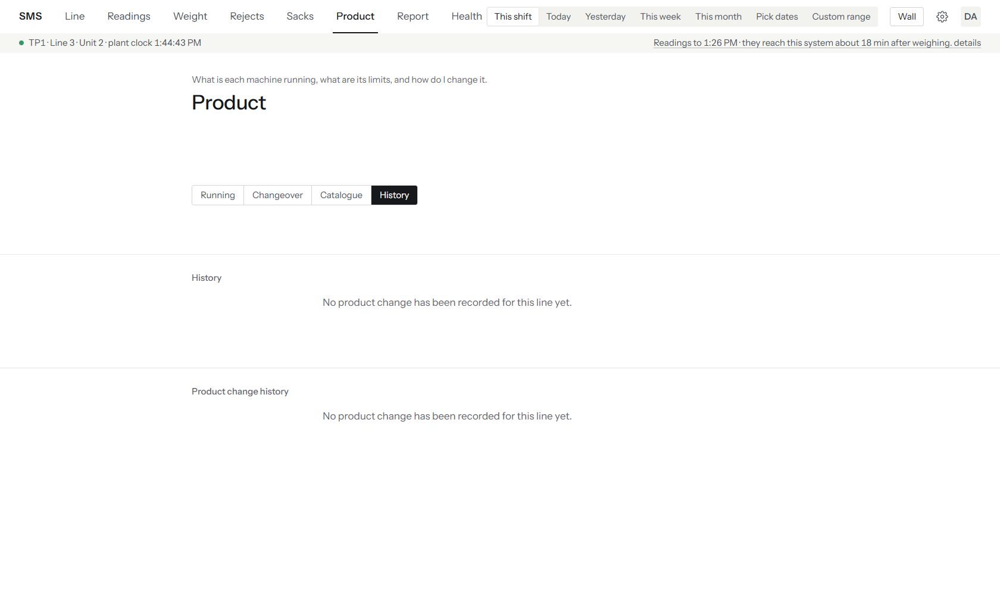 SMS Line Readings Weight Rejects Sacks Product Report Health This shift Today Yesterday This week This month Pick dates Custom range Wall DA
TP1 · Line 3 · Unit 2 · plant clock 1:44:43 PM Readings to 1:26 PM · they reach this system about 18 min after weighing. details
What is each machine running, what are its limits, and how do I change it.
Product
Running Changeover Catalogue History
History
No product change has been recorded for this line yet.
Product change history
No product change has been recorded for this line yet.